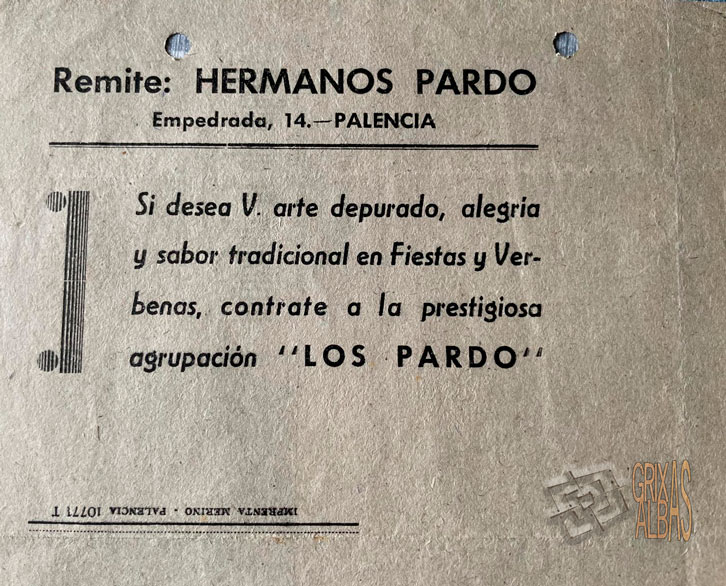 Remite: HERMANOS PARDO
Empedrada, 14.—PALENCIA
Si desea V. arte depurado, alegria
y sabor tradicional en Fiestas y Ver-
benas, contrate a la prestigiosa
agrupación "LOS PARDO"
IMPRENTA MERINO - PALENCIA 10771 T
GRIXAS
ALBAS